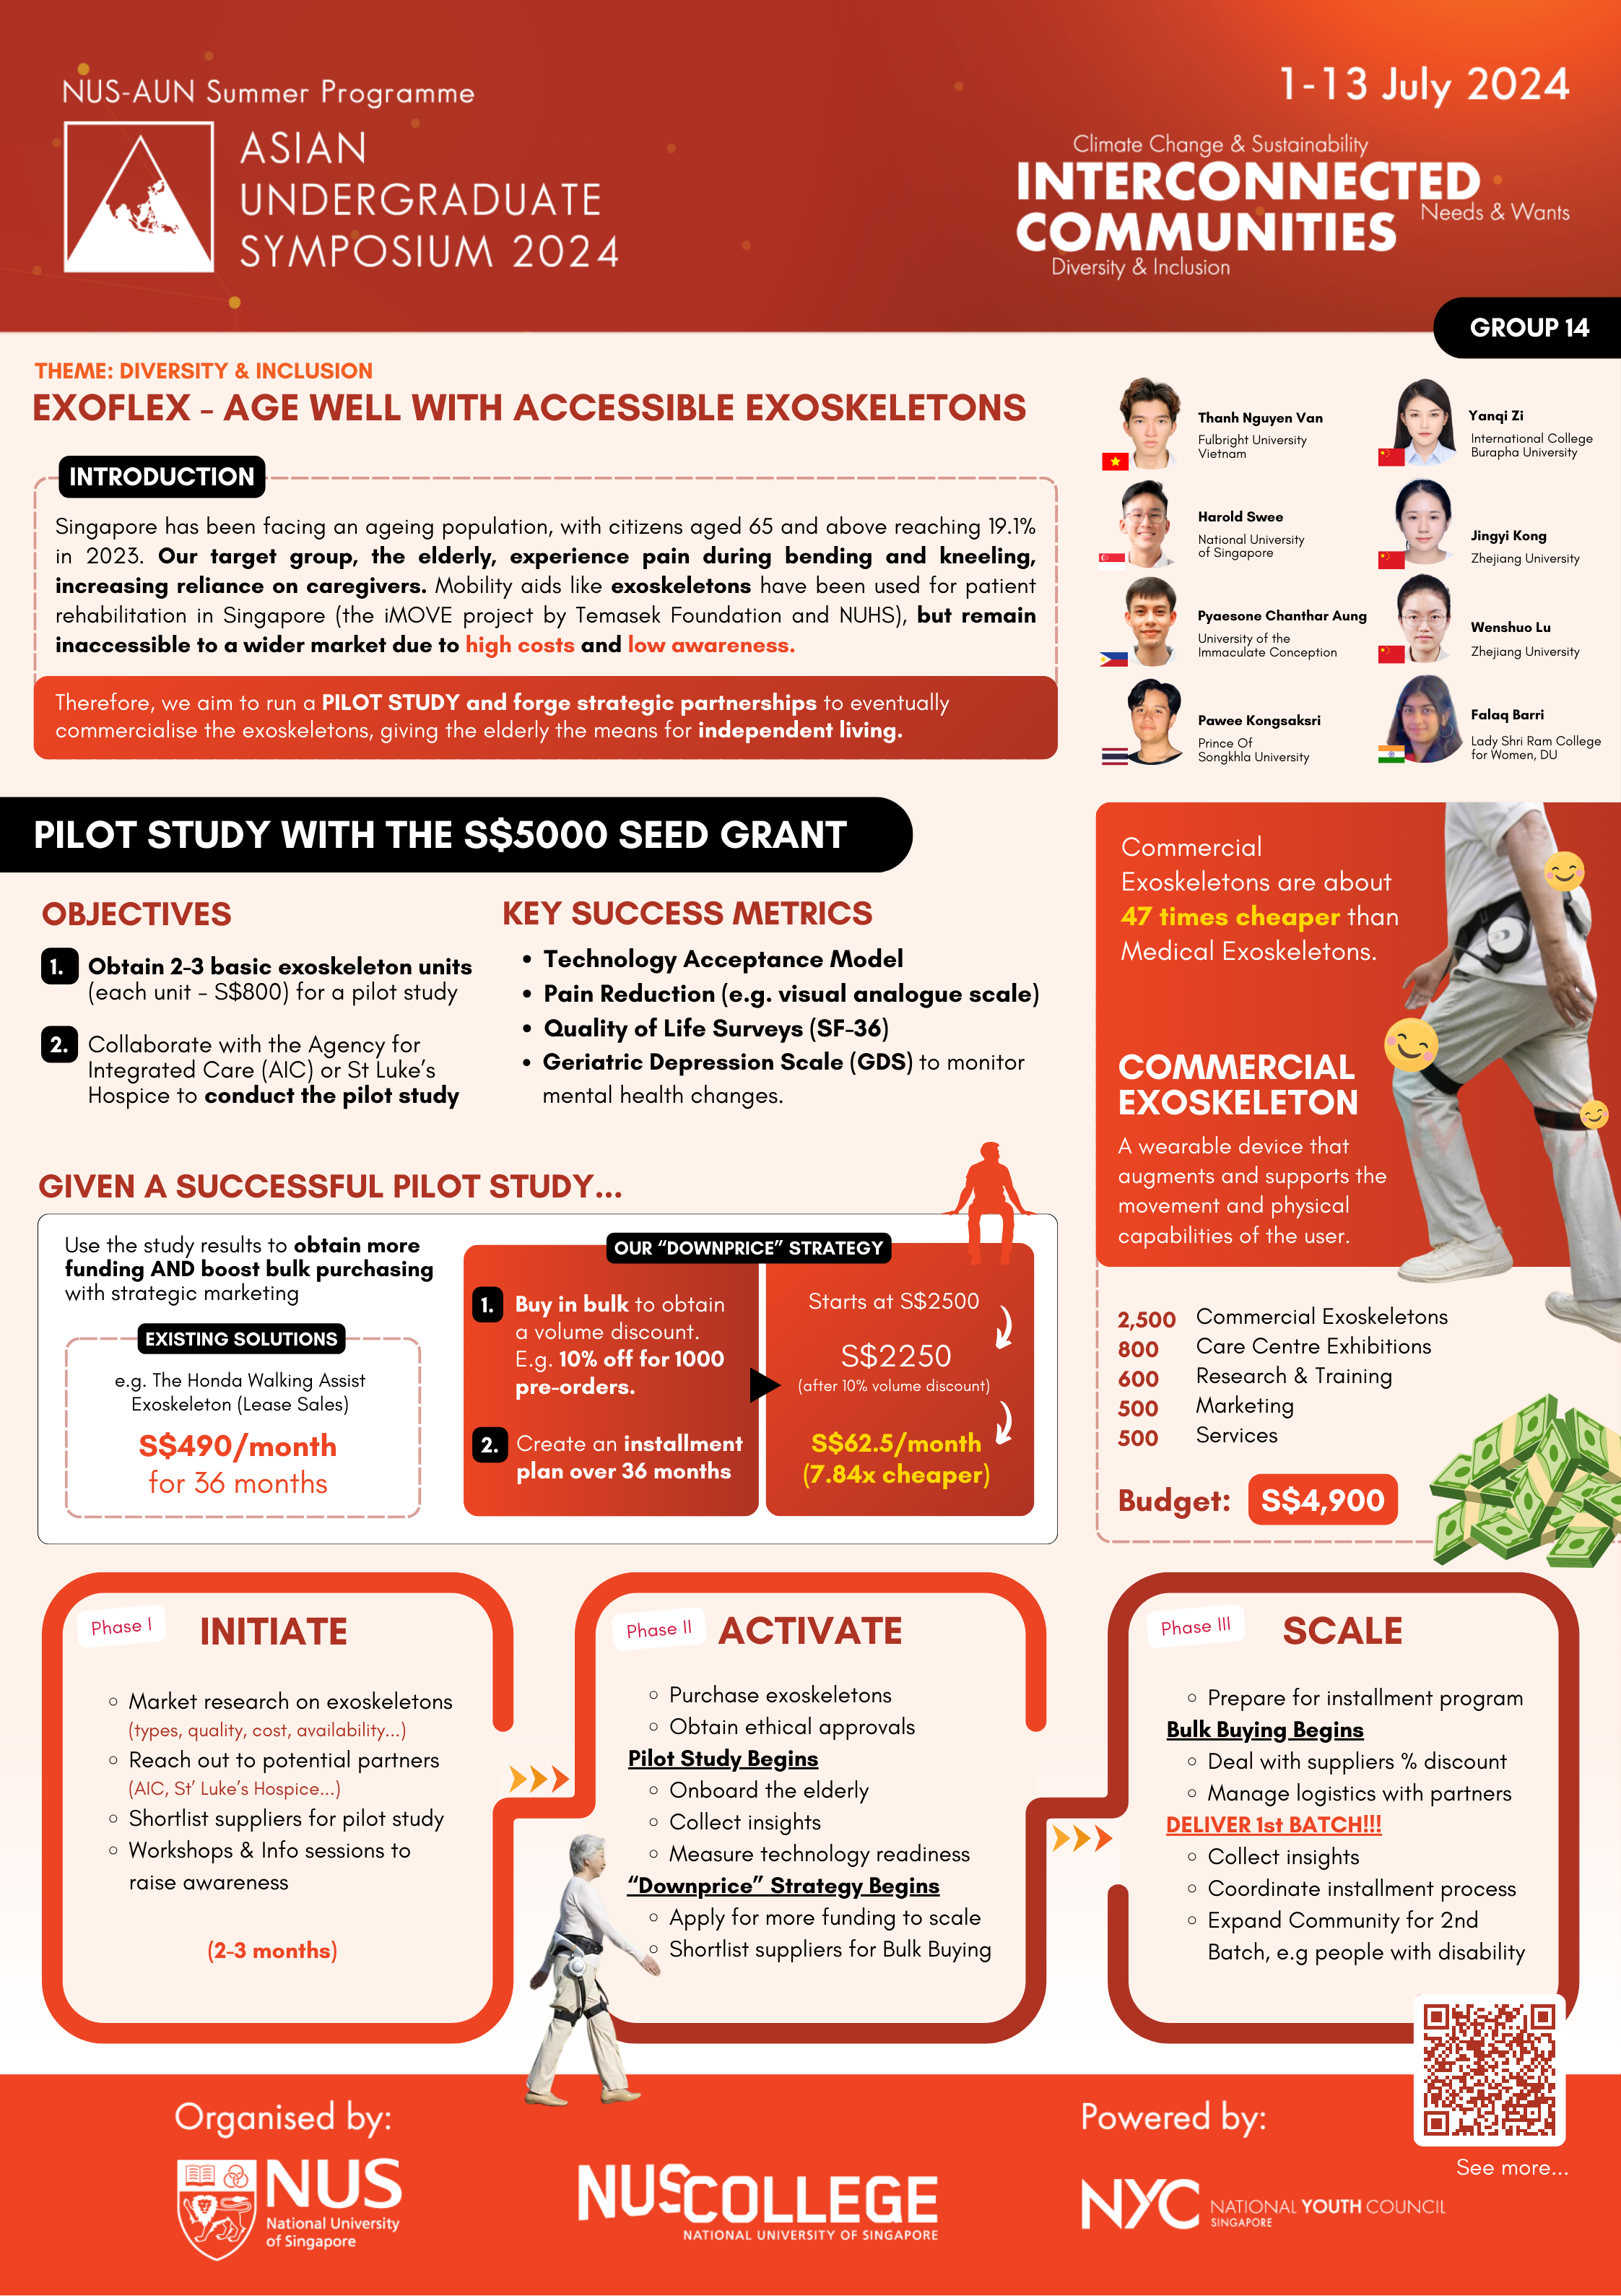 NUS-AUN Summer Programme
ASIAN
UNDERGRADUATE
SYMPOSIUM 2024
1-13 July 2024
Climate Change & Sustainability
INTERCONNECTED
Needs & Wants
COMMUNITIES
Diversity & Inclusion
GROUP 14
THEME: DIVERSITY & INCLUSION
EXOFLEX - AGE WELL WITH ACCESSIBLE EXOSKELETONS
INTRODUCTION
Singapore has been facing an ageing population, with citizens aged 65 and above reaching 19.1%
in 2023. Our target group, the elderly, experience pain during bending and kneeling,
increasing reliance on caregivers. Mobility aids like exoskeletons have been used for patient
rehabilitation in Singapore (the iMOVE project by Temasek Foundation and NUHS), but remain
inaccessible to a wider market due to high costs and low awareness.
Therefore, we aim to run a PILOT STUDY and forge strategic partnerships to eventually
commercialise the exoskeletons, giving the elderly the means for independent living.
Thanh Nguyen Van
Fulbright University
Vietnam
Yanqi Zi
International College
Burapha University
Harold Swee
National University
of Singapore
Jingyi Kong
Zhejiang University
Pyaesone Chanthar Aung
University of the
Immaculate Conception
Wenshuo Lu
Zhejiang University
Pawee Kongsaksri
Prince Of
Songkhla University
Falaq Barri
Lady Shri Ram College
for Women, DU
PILOT STUDY WITH THE S$5000 SEED GRANT
OBJECTIVES
1. Obtain 2-3 basic exoskeleton units
(each unit - S$800) for a pilot study
2. Collaborate with the Agency for
Integrated Care (AIC) or St Luke's
Hospice to conduct the pilot study
KEY SUCCESS METRICS
• Technology Acceptance Model
• Pain Reduction (e.g. visual analogue scale)
• Quality of Life Surveys (SF-36)
• Geriatric Depression Scale (GDS) to monitor
mental health changes.
Commercial
Exoskeletons are about
47 times cheaper than
Medical Exoskeletons.
COMMERCIAL
EXOSKELETON
A wearable device that
augments and supports the
movement and physical
capabilities of the user.
GIVEN A SUCCESSFUL PILOT STUDY...
Use the study results to obtain more
funding AND boost bulk purchasing
with strategic marketing
EXISTING SOLUTIONS
e.g. The Honda Walking Assist
Exoskeleton (Lease Sales)
S$490/month
for 36 months
OUR “DOWNPRICE” STRATEGY
1. Buy in bulk to obtain
a volume discount.
E.g. 10% off for 1000
pre-orders.
2. Create an installment
plan over 36 months
Starts at S$2500
S$2250
(after 10% volume discount)
S$62.5/month
(7.84x cheaper)
2,500 Commercial Exoskeletons
800 Care Centre Exhibitions
600 Research & Training
500 Marketing
500 Services
Budget: S$4,900
Phase I
INITIATE
Market research on exoskeletons
(types, quality, cost, availability...)
Reach out to potential partners
(AIC, St' Luke's Hospice...)
Shortlist suppliers for pilot study
Workshops & Info sessions to
raise awareness
(2-3 months)
Phase II
ACTIVATE
Purchase exoskeletons
Obtain ethical approvals
Pilot Study Begins
Onboard the elderly
Collect insights
Measure technology readiness
“Downprice” Strategy Begins
Apply for more funding to scale
Shortlist suppliers for Bulk Buying
Phase III
SCALE
Prepare for installment program
Bulk Buying Begins
Deal with suppliers % discount
Manage logistics with partners
DELIVER 1st BATCH!!!
Collect insights
Coordinate installment process
Expand Community for 2nd
Batch, e.g people with disability
Organised by:
NUS
National University
of Singapore
NUSCOLLEGE
NATIONAL UNIVERSITY OF SINGAPORE
Powered by:
NYC NATIONAL YOUTH COUNCIL
SINGAPORE
See more...